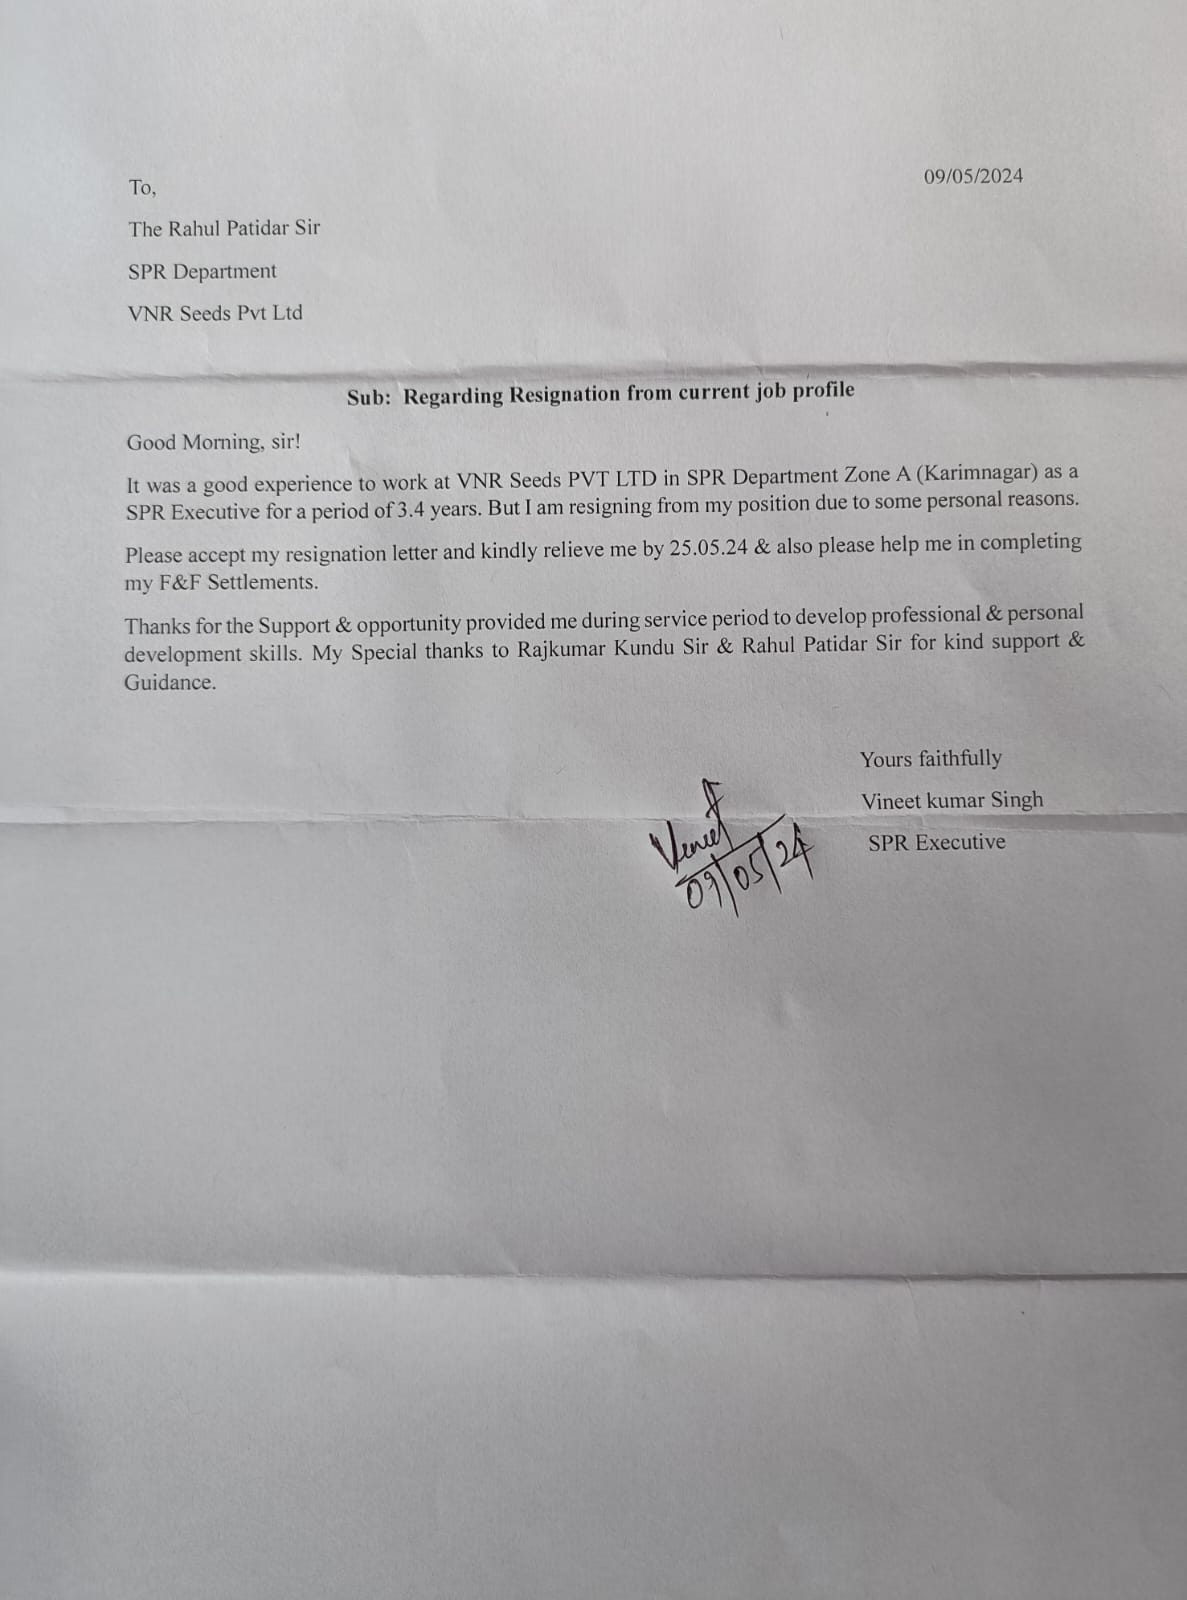 09/05/2024
To,
The Rahul Patidar Sir
SPR Department
VNR Seeds Pvt Ltd
Sub: Regarding Resignation from current job profile
Good Morning, sir!
It was a good experience to work at VNR Seeds PVT LTD in SPR Department Zone A (Karimnagar) as a
SPR Executive for a period of 3.4 years. But I am resigning from my position due to some personal reasons.
Please accept my resignation letter and kindly relieve me by 25.05.24 & also please help me in completing
my F&F Settlements.
Thanks for the Support & opportunity provided me during service period to develop professional & personal
development skills. My Special thanks to Rajkumar Kundu Sir & Rahul Patidar Sir for kind support &
Guidance.
Yours faithfully
Vineet kumar Singh
SPR Executive
09/05/24